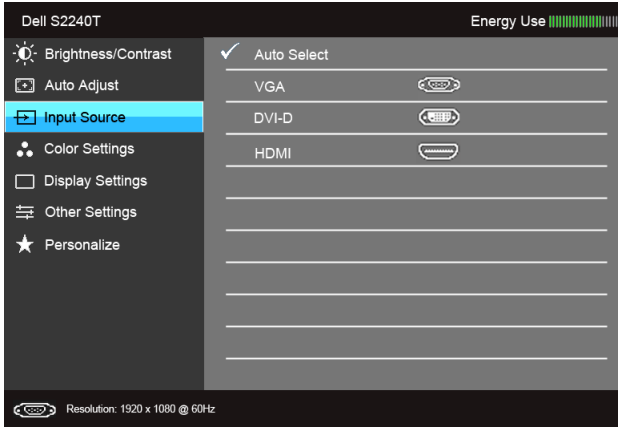 Dell S2240T
Energy Use
Brightness/Contrast
Auto Adjust
Input Source
Color Settings
Display Settings
Other Settings
Personalize
Auto Select
VGA
DVI-D
HDMI
Resolution: 1920 x 1080 @ 60Hz